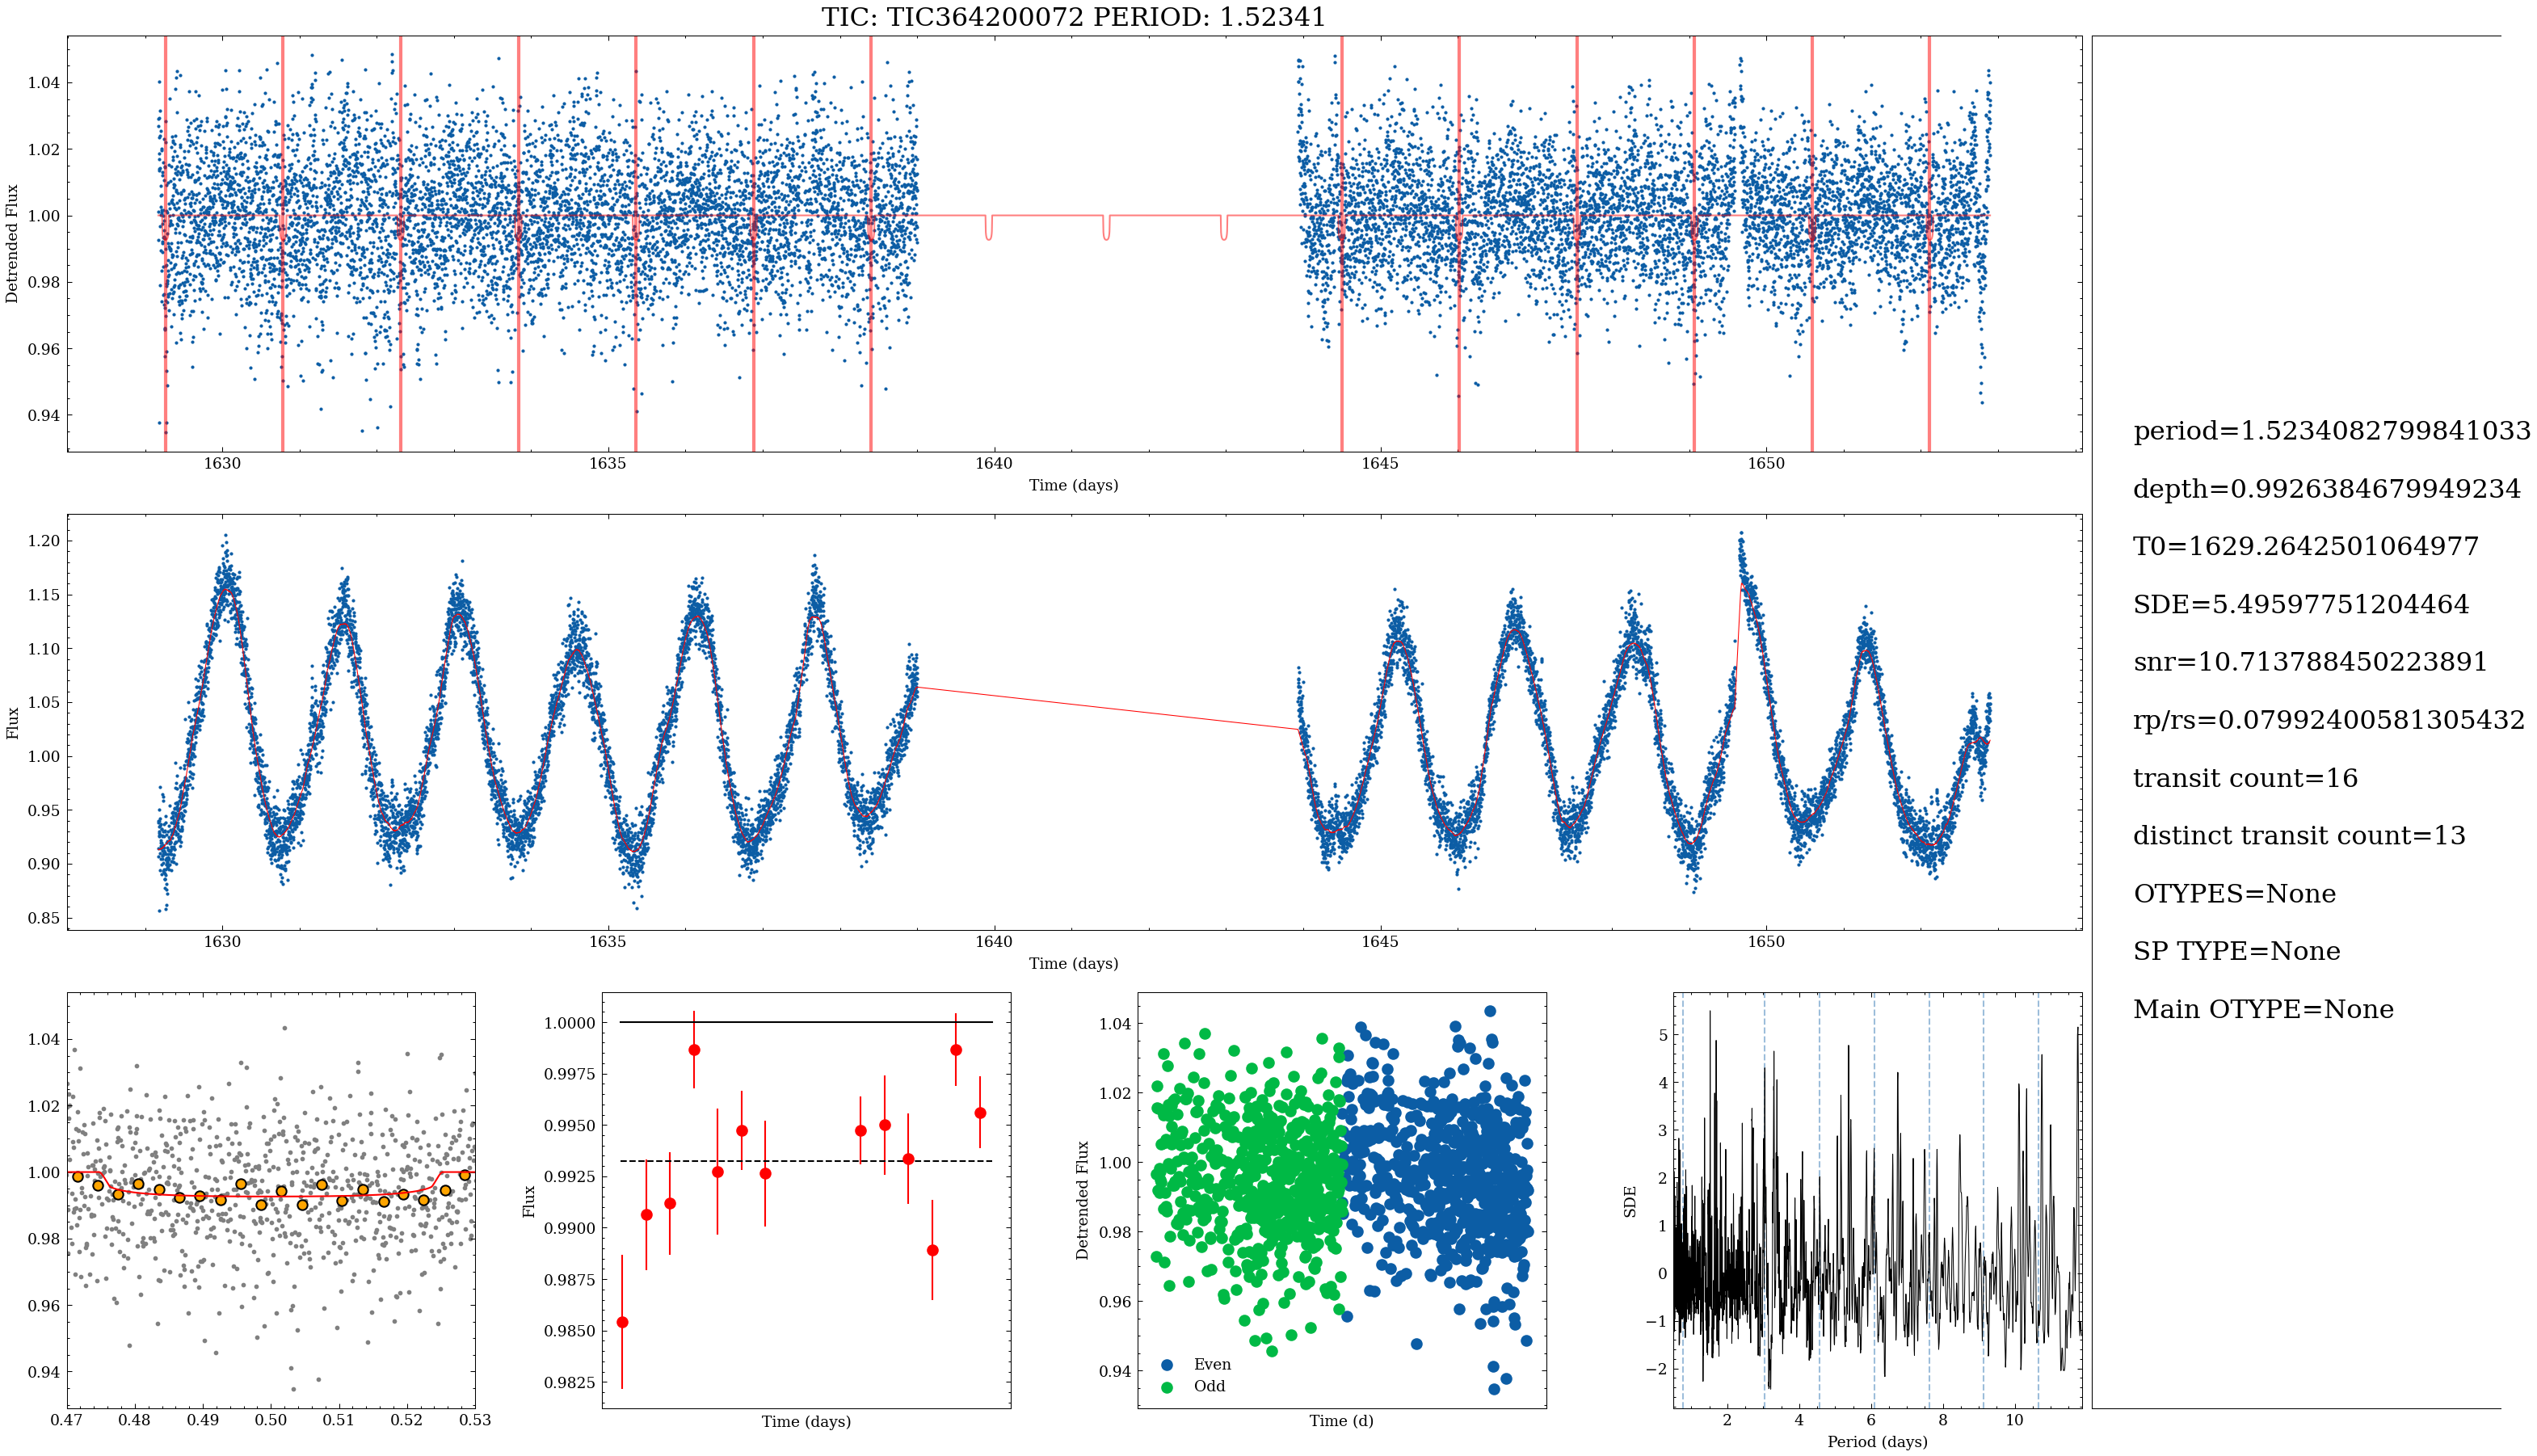 TIC: TIC364200072 PERIOD: 1.52341
Detrended Flux
1.04
1.02
1.00
0.98
0.96
0.94
1630 1635 1640 1645 1650
Time (days)
Flux
1.20
1.15
1.10
1.05
1.00
0.95
0.90
0.85
1630 1635 1640 1645 1650
Time (days)
1.04
1.02
1.00
0.98
0.96
0.94
0.47 0.48 0.49 0.50 0.51 0.52 0.53
Flux
1.0000
0.9975
0.9950
0.9925
0.9900
0.9875
0.9850
0.9825
Time (days)
Detrended Flux
1.04
1.02
1.00
0.98
0.96
0.94
Even
Odd
Time (d)
SDE
5
4
3
2
1
0
−1
−2
2 4 6 8 10
Period (days)
period=1.5234082799841033
depth=0.9926384679949234
T0=1629.2642501064977
SDE=5.49597751204464
snr=10.713788450223891
rp/rs=0.07992400581305432
transit count=16
distinct transit count=13
OTYPES=None
SP TYPE=None
Main OTYPE=None